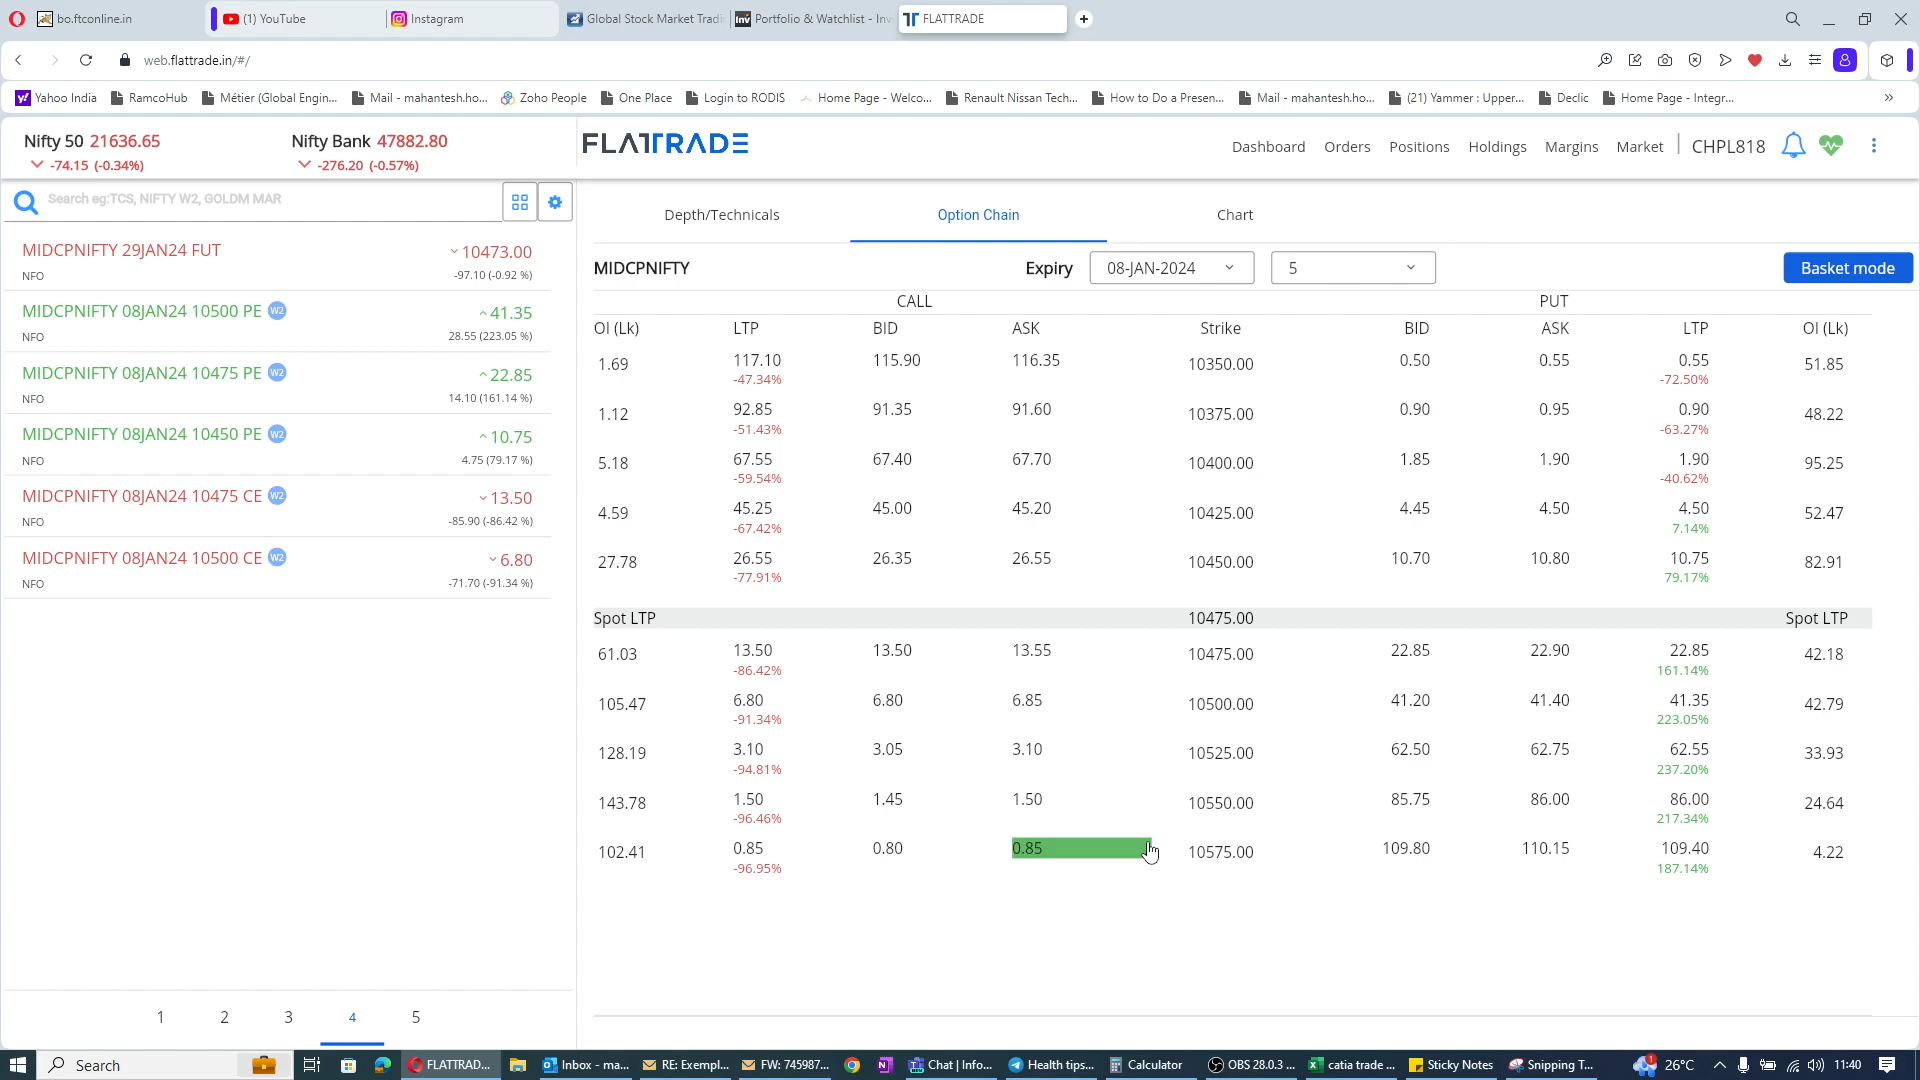 bo.ftconline.in
(1) YouTube
Instagram
Global Stock Market Tradi
Portfolio & Watchlist - Inv
FLATTRADE
web.flattrade.in/#/
Yahoo India
RamcoHub
Métier (Global Engin...
Mail - mahantesh.ho...
Zoho People
One Place
Login to RODIS
Home Page - Welco...
Renault Nissan Tech...
How to Do a Presen...
Mail - mahantesh.ho...
(21) Yammer : Upper...
Declic
Home Page - Integr...
»
Nifty 50 21636.65
-74.15 (-0.34%)
Nifty Bank 47882.80
-276.20 (-0.57%)
FLATTRADE
Dashboard Orders Positions Holdings Margins Market CHPL818
Search eg:TCS, NIFTY W2, GOLDM MAR
MIDCPNIFTY 29JAN24 FUT 10473.00
NFO -97.10 (-0.92 %)
MIDCPNIFTY 08JAN24 10500 PE W2 41.35
NFO 28.55 (223.05 %)
MIDCPNIFTY 08JAN24 10475 PE W2 22.85
NFO 14.10 (161.14 %)
MIDCPNIFTY 08JAN24 10450 PE W2 10.75
NFO 4.75 (79.17 %)
MIDCPNIFTY 08JAN24 10475 CE W2 13.50
NFO -85.90 (-86.42 %)
MIDCPNIFTY 08JAN24 10500 CE W2 6.80
NFO -71.70 (-91.34 %)
1 2 3 4 5
Depth/Technicals Option Chain Chart
MIDCPNIFTY Expiry 08-JAN-2024 5 Basket mode
CALL PUT
OI (Lk) LTP BID ASK Strike BID ASK LTP OI (Lk)
1.69 117.10 115.90 116.35 10350.00 0.50 0.55 0.55 51.85
-47.34% -72.50%
1.12 92.85 91.35 91.60 10375.00 0.90 0.95 0.90 48.22
-51.43% -63.27%
5.18 67.55 67.40 67.70 10400.00 1.85 1.90 1.90 95.25
-59.54% -40.62%
4.59 45.25 45.00 45.20 10425.00 4.45 4.50 4.50 52.47
-67.42% 7.14%
27.78 26.55 26.35 26.55 10450.00 10.70 10.80 10.75 82.91
-77.91% 79.17%
Spot LTP 10475.00 Spot LTP
61.03 13.50 13.50 13.55 10475.00 22.85 22.90 22.85 42.18
-86.42% 161.14%
105.47 6.80 6.80 6.85 10500.00 41.20 41.40 41.35 42.79
-91.34% 223.05%
128.19 3.10 3.05 3.10 10525.00 62.50 62.75 62.55 33.93
-94.81% 237.20%
143.78 1.50 1.45 1.50 10550.00 85.75 86.00 86.00 24.64
-96.46% 217.34%
102.41 0.85 0.80 0.85 10575.00 109.80 110.15 109.40 4.22
-96.95% 187.14%
Search
FLATTRAD...
Inbox - ma...
RE: Exempl...
FW: 745987...
Chat | Info...
Health tips...
Calculator
OBS 28.0.3 ...
catia trade ...
Sticky Notes
Snipping T...
1
26°C
11:40